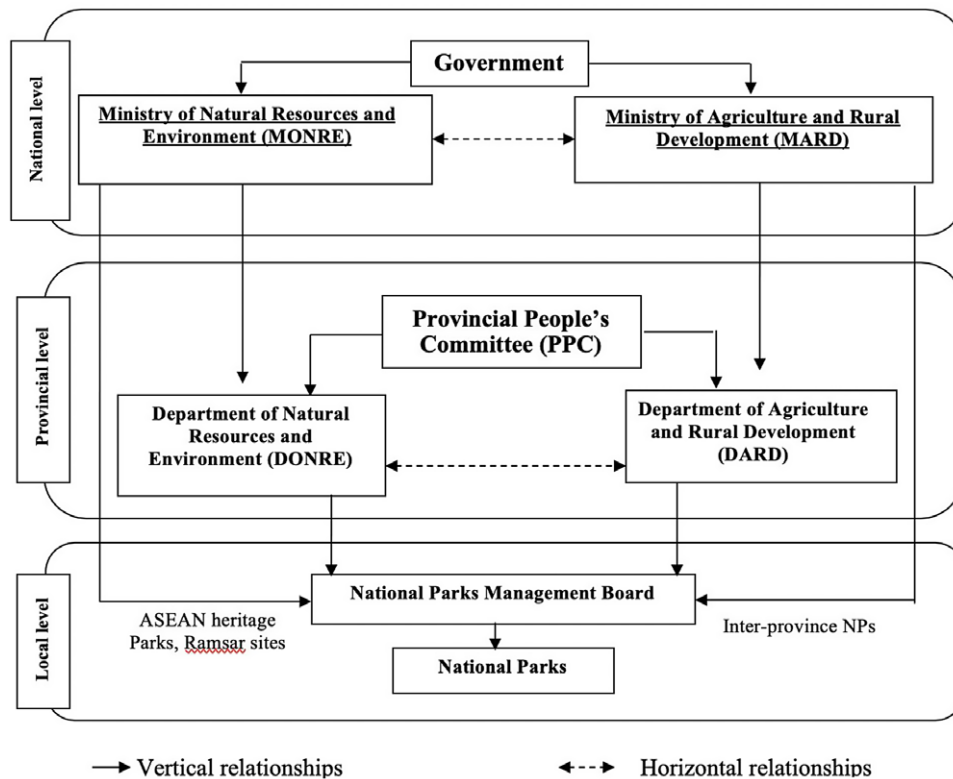 National level
Government
Ministry of Natural Resources and
Environment (MONRE)
Ministry of Agriculture and Rural
Development (MARD)
Provincial level
Provincial People’s
Committee (PPC)
Department of Natural
Resources and
Environment (DONRE)
Department of Agriculture
and Rural Development
(DARD)
Local level
National Parks Management Board
ASEAN heritage
Parks, Ramsar sites
Inter-province NPs
National Parks
Vertical relationships
Horizontal relationships